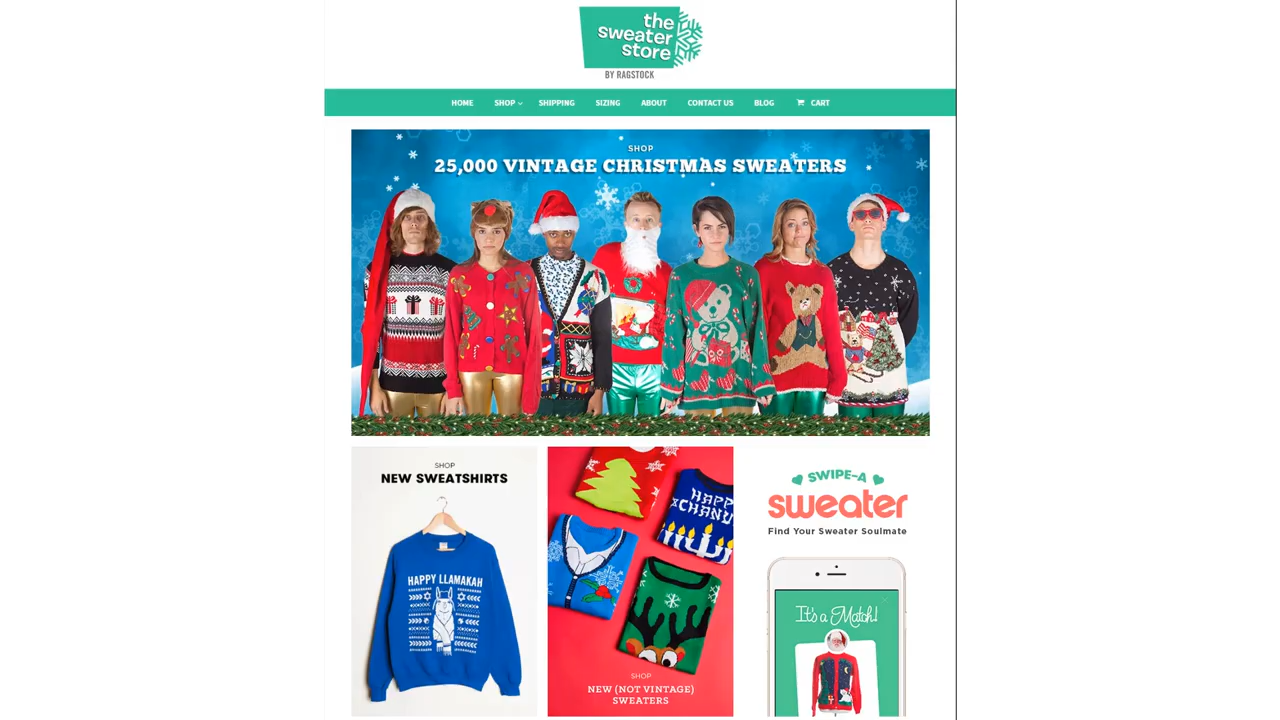 the
sweater
store
BY RAGSTOCK
HOME SHOP SHIPPING SIZING ABOUT CONTACT US BLOG CART
SHOP
25,000 VINTAGE CHRISTMAS SWEATERS
SHOP
NEW SWEATSHIRTS
HAPPY LLAMAKAH
HAPP
CHANU
SHOP
NEW (NOT VINTAGE)
SWEATERS
SWIPE-A
sweater
Find Your Sweater Soulmate
It's a Match!